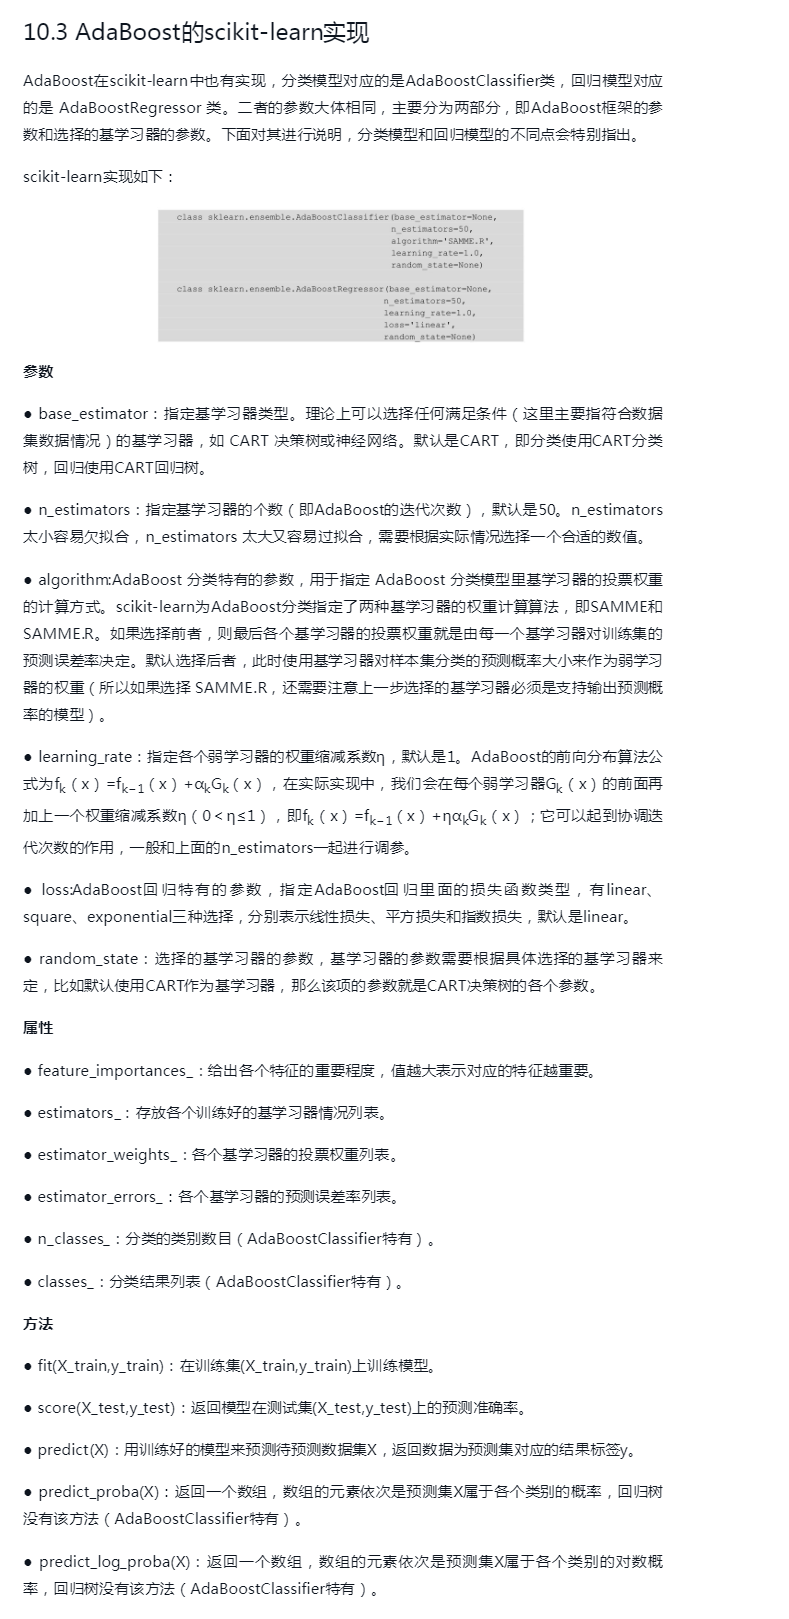 10.3 AdaBoost的scikit-learn实现
AdaBoost在scikit-learn中也有实现，分类模型对应的是AdaBoostClassifier类，回归模型对应
的是 AdaBoostRegressor 类。二者的参数大体相同，主要分为两部分，即AdaBoost框架的参
数和选择的基学习器的参数。下面对其进行说明，分类模型和回归模型的不同点会特别指出。
scikit-learn实现如下：
class sklearn.ensemble.AdaBoostClassifier(base_estimator=None,
n_estimators=50,
algorithm='SAMME.R',
learning_rate=1.0,
random_state=None)
class sklearn.ensemble.AdaBoostRegressor(base_estimator=None,
n_estimators=50,
learning_rate=1.0,
loss='linear',
random_state=None)
参数
● base_estimator：指定基学习器类型。理论上可以选择任何满足条件（这里主要指符合数据
集数据情况）的基学习器，如 CART 决策树或神经网络。默认是CART，即分类使用CART分类
树，回归使用CART回归树。
● n_estimators：指定基学习器的个数（即AdaBoost的迭代次数），默认是50。n_estimators
太小容易欠拟合，n_estimators 太大又容易过拟合，需要根据实际情况选择一个合适的数值。
● algorithm:AdaBoost 分类特有的参数，用于指定 AdaBoost 分类模型里基学习器的投票权重
的计算方式。scikit-learn为AdaBoost分类指定了两种基学习器的权重计算算法，即SAMME和
SAMME.R。如果选择前者，则最后各个基学习器的投票权重就是由每一个基学习器对训练集的
预测误差率决定。默认选择后者，此时使用基学习器对样本集分类的预测概率大小来作为弱学习
器的权重（所以如果选择 SAMME.R，还需要注意上一步选择的基学习器必须是支持输出预测概
率的模型）。
● learning_rate：指定各个弱学习器的权重缩减系数η，默认是1。AdaBoost的前向分布算法公
式为fk（x）=fk−1（x）+αkGk（x），在实际实现中，我们会在每个弱学习器Gk（x）的前面再
加上一个权重缩减系数η（0＜η≤1），即fk（x）=fk−1（x）+ηαkGk（x）；它可以起到协调迭
代次数的作用，一般和上面的n_estimators一起进行调参。
● loss:AdaBoost回归特有的参数，指定AdaBoost回归里面的损失函数类型，有linear、
square、exponential三种选择，分别表示线性损失、平方损失和指数损失，默认是linear。
● random_state：选择的基学习器的参数，基学习器的参数需要根据具体选择的基学习器来
定，比如默认使用CART作为基学习器，那么该项的参数就是CART决策树的各个参数。
属性
● feature_importances_：给出各个特征的重要程度，值越大表示对应的特征越重要。
● estimators_：存放各个训练好的基学习器情况列表。
● estimator_weights_：各个基学习器的投票权重列表。
● estimator_errors_：各个基学习器的预测误差率列表。
● n_classes_：分类的类别数目（AdaBoostClassifier特有）。
● classes_：分类结果列表（AdaBoostClassifier特有）。
方法
● fit(X_train,y_train)：在训练集(X_train,y_train)上训练模型。
● score(X_test,y_test)：返回模型在测试集(X_test,y_test)上的预测准确率。
● predict(X)：用训练好的模型来预测待预测数据集X，返回数据为预测集对应的结果标签y。
● predict_proba(X)：返回一个数组，数组的元素依次是预测集X属于各个类别的概率，回归树
没有该方法（AdaBoostClassifier特有）。
● predict_log_proba(X)：返回一个数组，数组的元素依次是预测集X属于各个类别的对数概
率，回归树没有该方法（AdaBoostClassifier特有）。